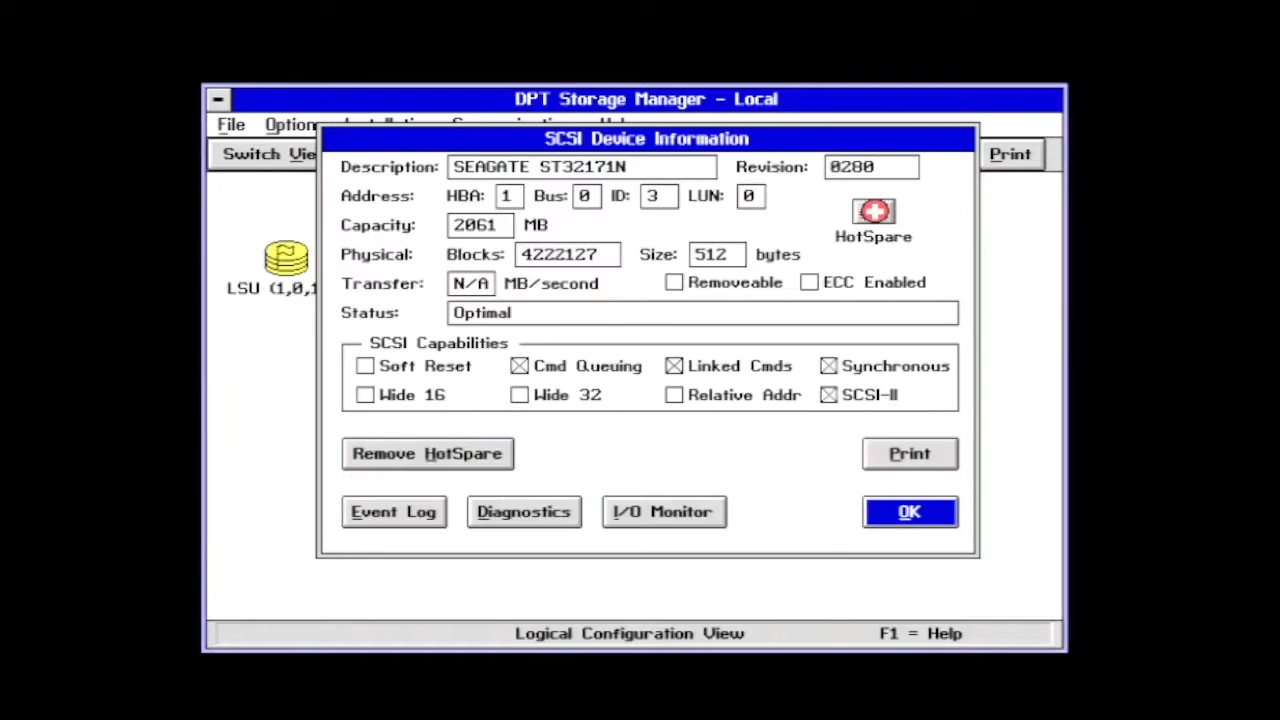 DPT Storage Manager - Local
File Option
SCSI Device Information
Switch Vie Print
Description: SEAGATE ST32171N Revision: 0280
Address: HBA: 1 Bus: 0 ID: 3 LUN: 0
HotSpare
Capacity: 2061 MB
Physical: Blocks: 4222127 Size: 512 bytes
LSU (1,0,1
Transfer: N/A MB/second Removeable ECC Enabled
Status: Optimal
SCSI Capabilities
Soft Reset Cmd Queuing Linked Cmds Synchronous
Wide 16 Wide 32 Relative Addr SCSI-II
Remove HotSpare Print
Event Log Diagnostics I/O Monitor OK
Logical Configuration View F1 = Help